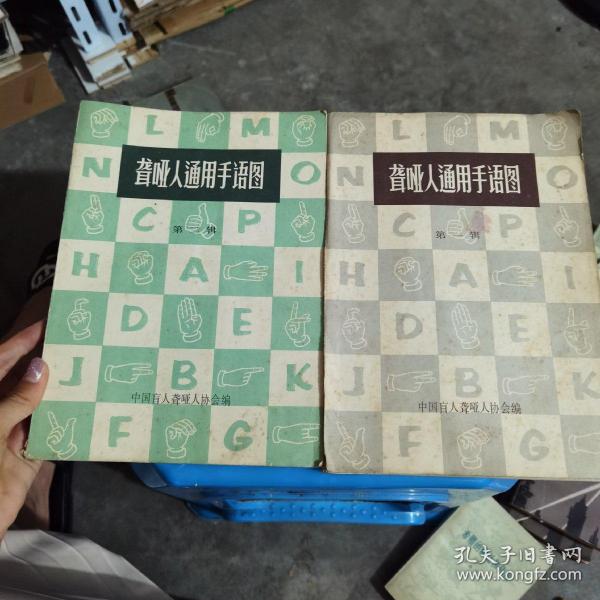 L M
N 聋哑人通用手语图 O
第一辑
C P
H A I
D E
J B K
中国盲人聋哑人协会编
F G
L M
N 聋哑人通用手语图 O
C P
第辑
H A I
D E
J B K
中国盲人聋哑人协会编
F G
孔夫子旧书网
www.kongfz.com